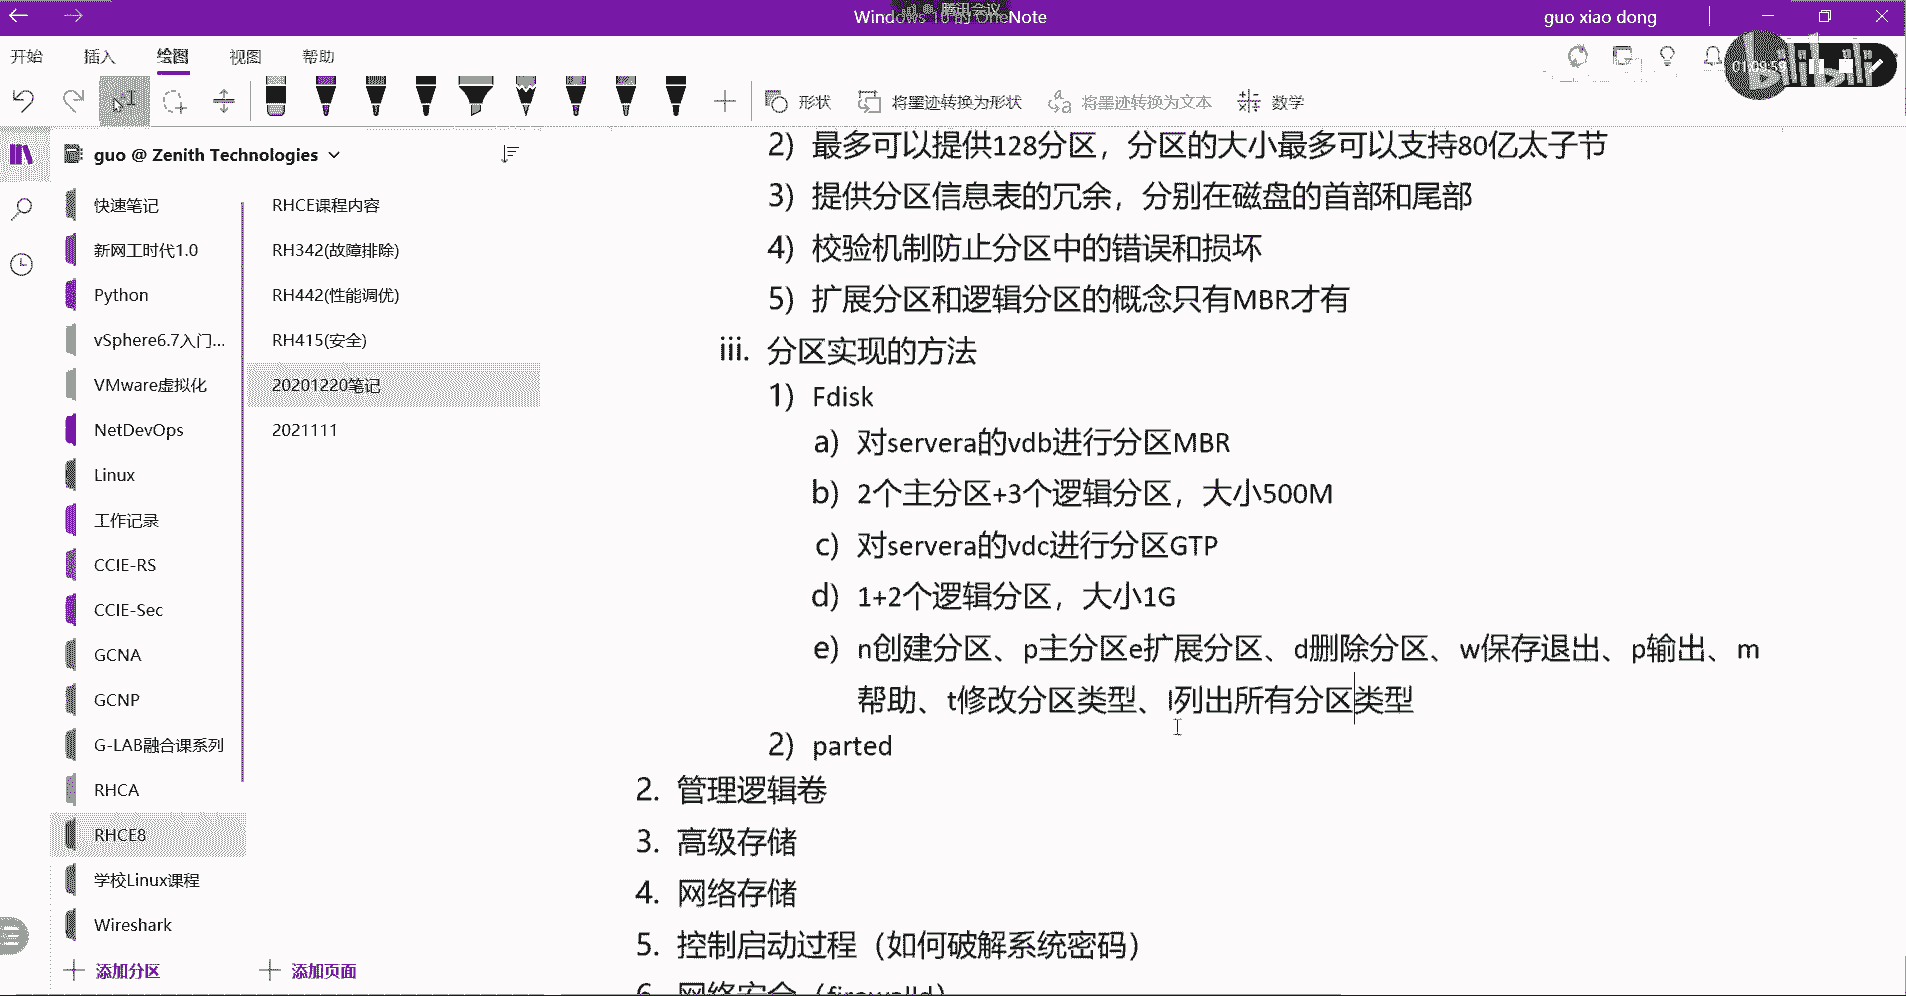 腾讯会议
Windows 10 的 OneNote
guo xiao dong
开始 插入 绘图 视图 帮助
01:09:59
bilibili
形状 将墨迹转换为形状 将墨迹转换为文本 数学
guo @ Zenith Technologies
快速笔记
新网工时代1.0
Python
vSphere6.7入门...
VMware虚拟化
NetDevOps
Linux
工作记录
CCIE-RS
CCIE-Sec
GCNA
GCNP
G-LAB融合课系列
RHCA
RHCE8
学校Linux课程
Wireshark
添加分区
RHCE课程内容
RH342(故障排除)
RH442(性能调优)
RH415(安全)
20201220笔记
2021111
添加页面
2) 最多可以提供128分区，分区的大小最多可以支持80亿太子节
3) 提供分区信息表的冗余，分别在磁盘的首部和尾部
4) 校验机制防止分区中的错误和损坏
5) 扩展分区和逻辑分区的概念只有MBR才有
iii. 分区实现的方法
1) Fdisk
a) 对servera的vdb进行分区MBR
b) 2个主分区+3个逻辑分区，大小500M
c) 对servera的vdc进行分区GTP
d) 1+2个逻辑分区，大小1G
e) n创建分区、p主分区e扩展分区、d删除分区、w保存退出、p输出、m
帮助、t修改分区类型、l列出所有分区类型
2) parted
2. 管理逻辑卷
3. 高级存储
4. 网络存储
5. 控制启动过程（如何破解系统密码）
6. 网络安全（firewalld）